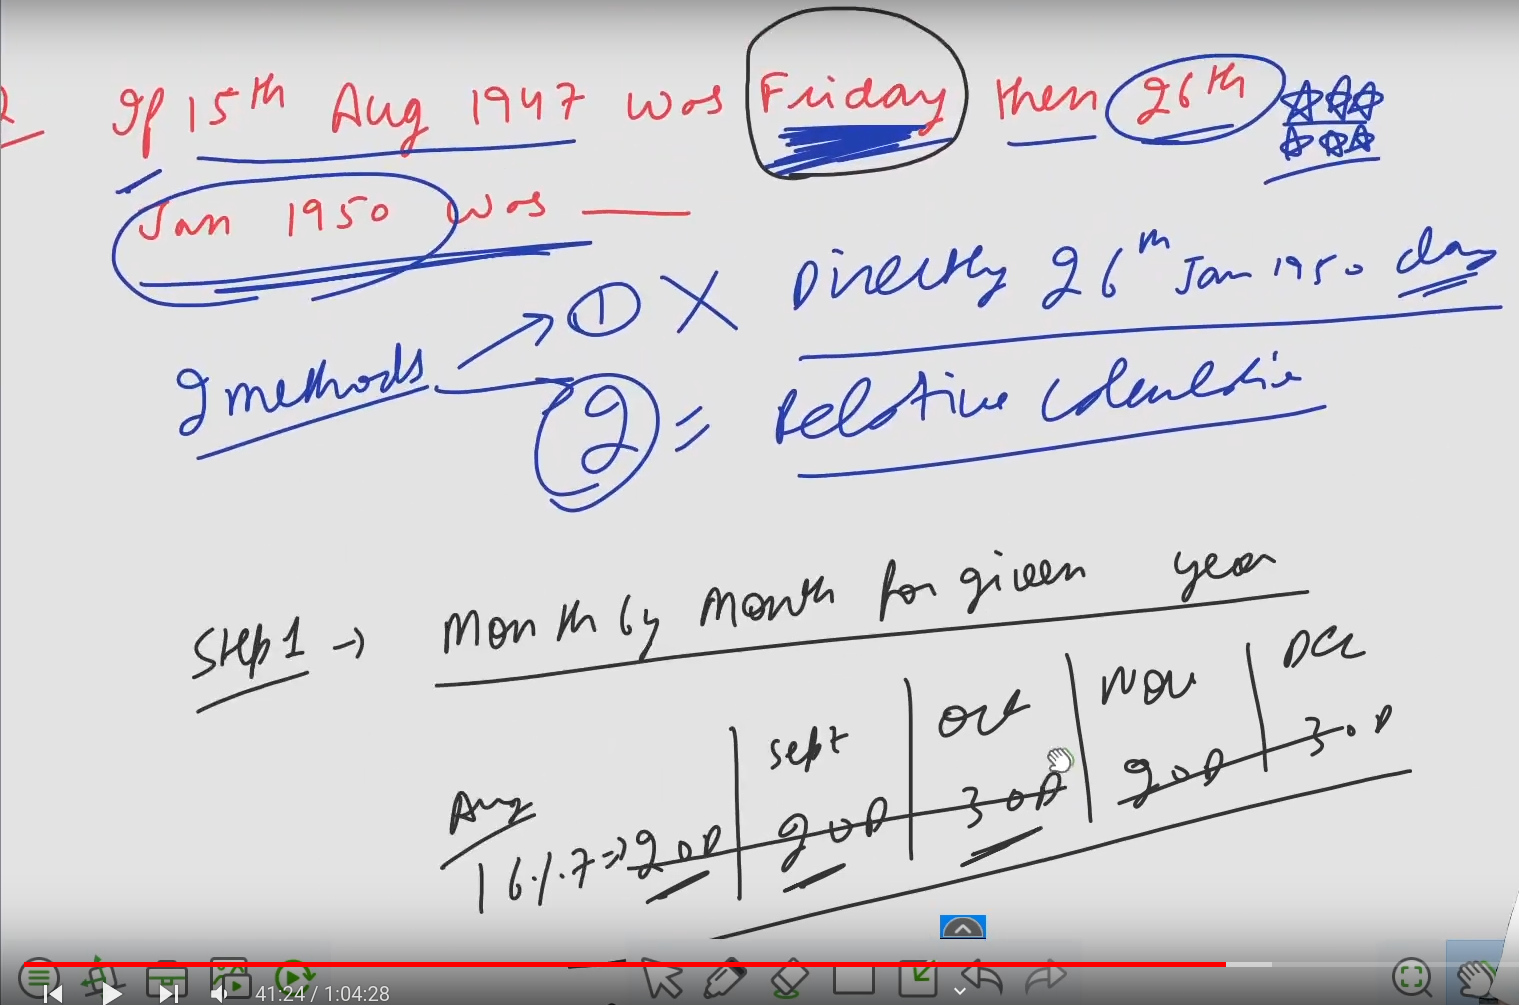 If 15th Aug 1947 was Friday then 26th
Jan 1950 was ___
① X Directly 26th Jan 1950 day
2 methods
2 = Relative
Step 1 → Month by Month for given year
Aug Sept Oct Nov Dec
16 % 7 ⇒ 2 OD 2 OD 3 OD 2 OD 3 OD
41:24 / 1:04:28